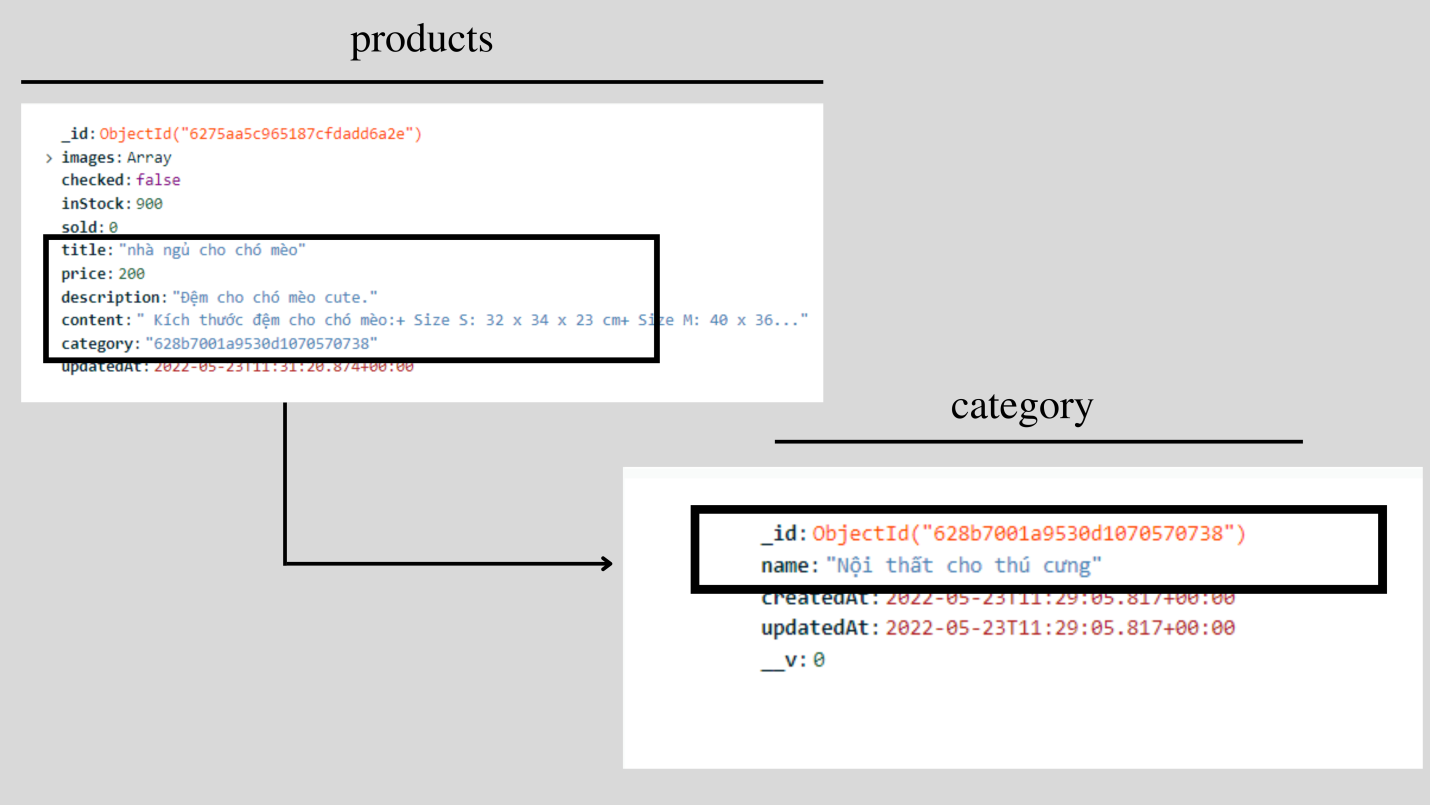 products
_id: ObjectId("6275aa5c965187cfdadd6a2e")
> images: Array
checked: false
inStock: 900
sold: 0
title: "nhà ngủ cho chó mèo"
price: 200
description: "Đệm cho chó mèo cute."
content: " Kích thước đệm cho chó mèo:+ Size S: 32 x 34 x 23 cm+ Size M: 40 x 36..."
category: "628b7001a9530d1070570738"
updatedAt: 2022-05-23T11:31:20.874+00:00
category
_id: ObjectId("628b7001a9530d1070570738")
name: "Nội thất cho thú cưng"
createdAt: 2022-05-23T11:29:05.817+00:00
updatedAt: 2022-05-23T11:29:05.817+00:00
__v: 0